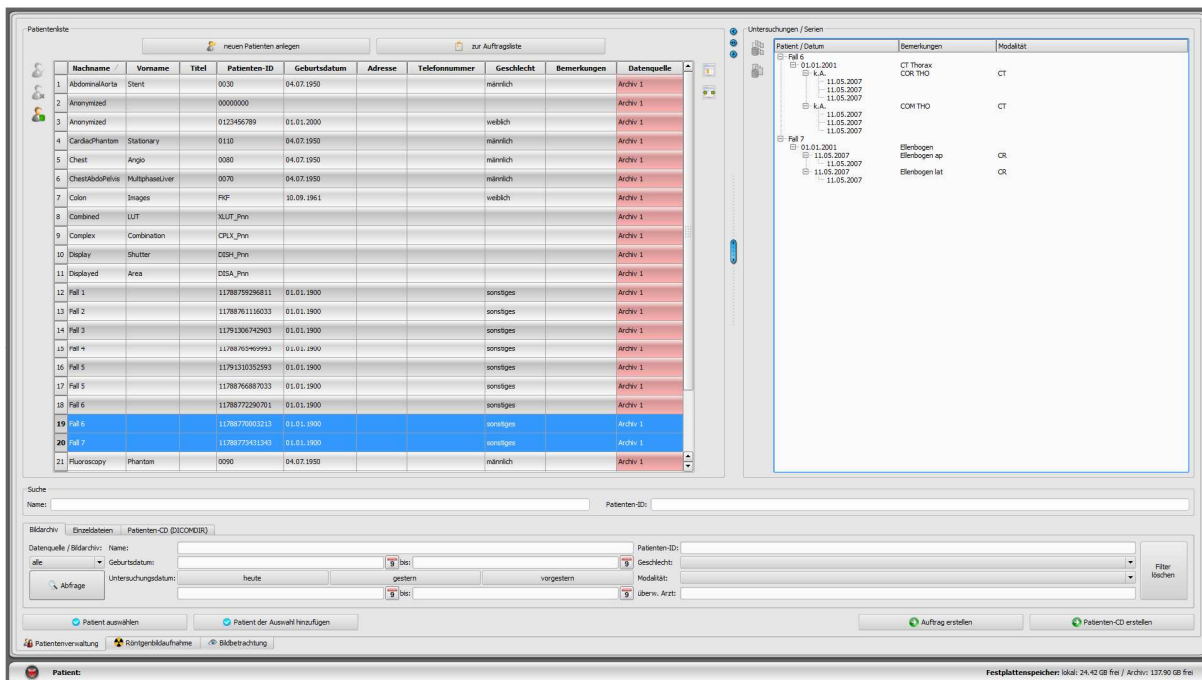 Patientenliste
neuen Patienten anlegen
zur Auftragsliste
Nachname Vorname Titel Patienten-ID Geburtsdatum Adresse Telefonnummer Geschlecht Bemerkungen Datenquelle
1 AbdominalAorta Stent 0030 04.07.1950 männlich Archiv 1
2 Anonymized 00000000 Archiv 1
3 Anonymized 0123456789 01.01.2000 weiblich Archiv 1
4 CardiacPhantom Stationary 0110 04.07.1950 männlich Archiv 1
5 Chest Angio 0080 04.07.1950 männlich Archiv 1
6 ChestAbdoPelvis MultiphaseLiver 0070 04.07.1950 männlich Archiv 1
7 Colon Images FKF 10.09.1961 weiblich Archiv 1
8 Combined LUT XLUT_Pnn Archiv 1
9 Complex Combination CPLX_Pnn Archiv 1
10 Display Shutter DISH_Pnn Archiv 1
11 Displayed Area DISA_Pnn Archiv 1
12 Fall 1 11788759296811 01.01.1900 sonstiges Archiv 1
13 Fall 2 11788761116033 01.01.1900 sonstiges Archiv 1
14 Fall 3 11791306742903 01.01.1900 sonstiges Archiv 1
15 Fall 4 11788765469993 01.01.1900 sonstiges Archiv 1
16 Fall 5 11791310352593 01.01.1900 sonstiges Archiv 1
17 Fall 5 11788766887033 01.01.1900 sonstiges Archiv 1
18 Fall 6 11788772290701 01.01.1900 sonstiges Archiv 1
19 Fall 6 11788770003213 01.01.1900 sonstiges Archiv 1
20 Fall 7 11788773431343 01.01.1900 sonstiges Archiv 1
21 Fluoroscopy Phantom 0090 04.07.1950 männlich Archiv 1
Untersuchungen / Serien
Patient / Datum Bemerkungen Modalität
Fall 6
01.01.2001 CT Thorax
k.A. COR THO CT
11.05.2007
11.05.2007
11.05.2007
k.A. COM THO CT
11.05.2007
11.05.2007
11.05.2007
Fall 7
01.01.2001 Ellenbogen
11.05.2007 Ellenbogen ap CR
11.05.2007
11.05.2007 Ellenbogen lat CR
11.05.2007
Suche
Name: Patienten-ID:
Bildarchiv Einzeldateien Patienten-CD (DICOMDIR)
Datenquelle / Bildarchiv: Name: Patienten-ID:
alle Geburtsdatum: 9 bis: 9 Geschlecht:
Filter löschen
Abfrage Untersuchungsdatum: heute gestern vorgestern Modalität:
9 bis: 9 überw. Arzt:
Patient auswählen Patient der Auswahl hinzufügen Auftrag erstellen Patienten-CD erstellen
Patientenverwaltung Röntgenbildaufnahme Bildbetrachtung
Patient: Festplattenspeicher: lokal: 24.42 GB frei / Archiv: 137.90 GB frei